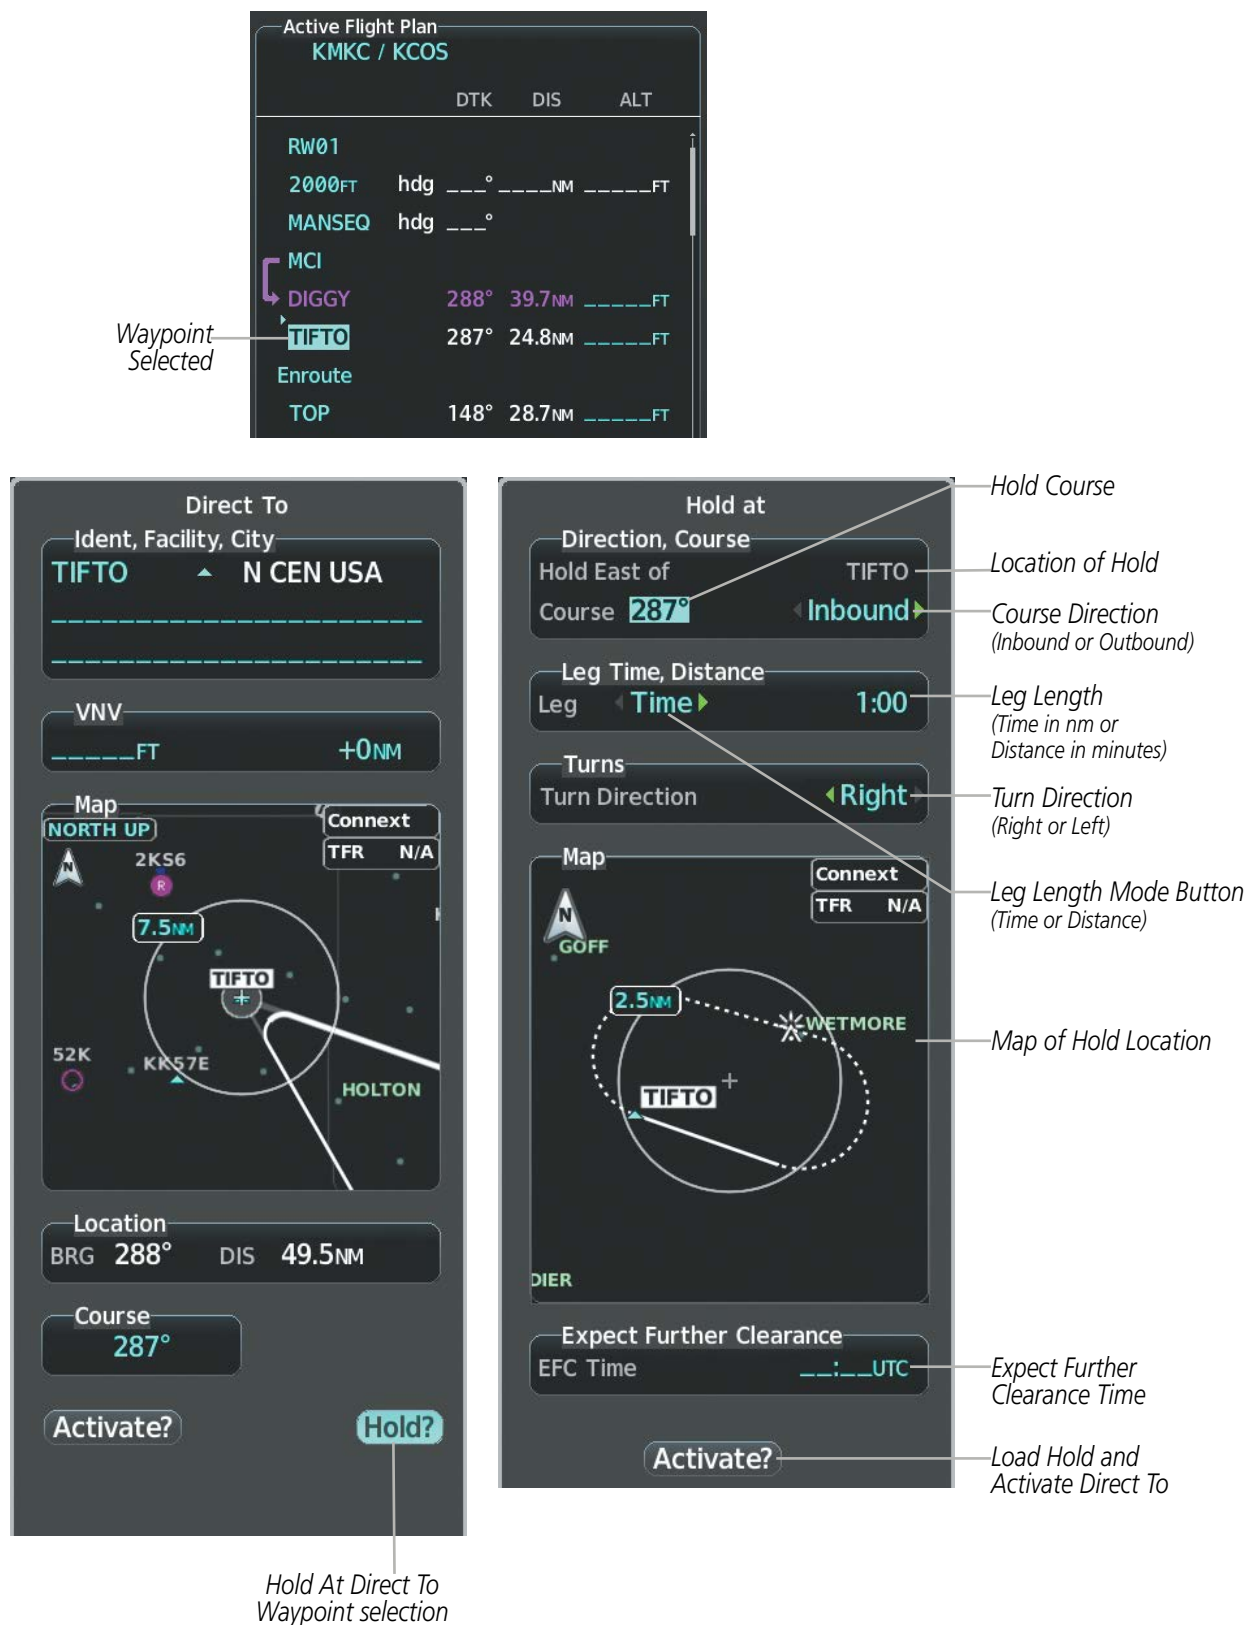 Active Flight Plan
KMKC / KCOS
DTK DIS ALT
RW01
2000FT hdg ___° ____NM _____FT
MANSEQ hdg ___°
MCI
DIGGY 288° 39.7NM _____FT
TIFTO 287° 24.8NM _____FT
Enroute
TOP 148° 28.7NM _____FT
Waypoint
Selected
Direct To
Ident, Facility, City
TIFTO N CEN USA
______________________
______________________
VNV
_____FT +0NM
Map
NORTH UP
Connext
TFR N/A
N
2KS6
R
7.5NM
TIFTO
52K
KK57E
HOLTON
Location
BRG 288° DIS 49.5NM
Course
287°
Activate?
Hold?
Hold At Direct To
Waypoint selection
Hold at
Direction, Course
Hold East of TIFTO
Course 287° Inbound
Leg Time, Distance
Leg Time 1:00
Turns
Turn Direction Right
Map
Connext
TFR N/A
N
GOFF
2.5NM
WETMORE
TIFTO
DIER
Expect Further Clearance
EFC Time __:__UTC
Activate?
Hold Course
Location of Hold
Course Direction
(Inbound or Outbound)
Leg Length
(Time in nm or
Distance in minutes)
Turn Direction
(Right or Left)
Leg Length Mode Button
(Time or Distance)
Map of Hold Location
Expect Further
Clearance Time
Load Hold and
Activate Direct To